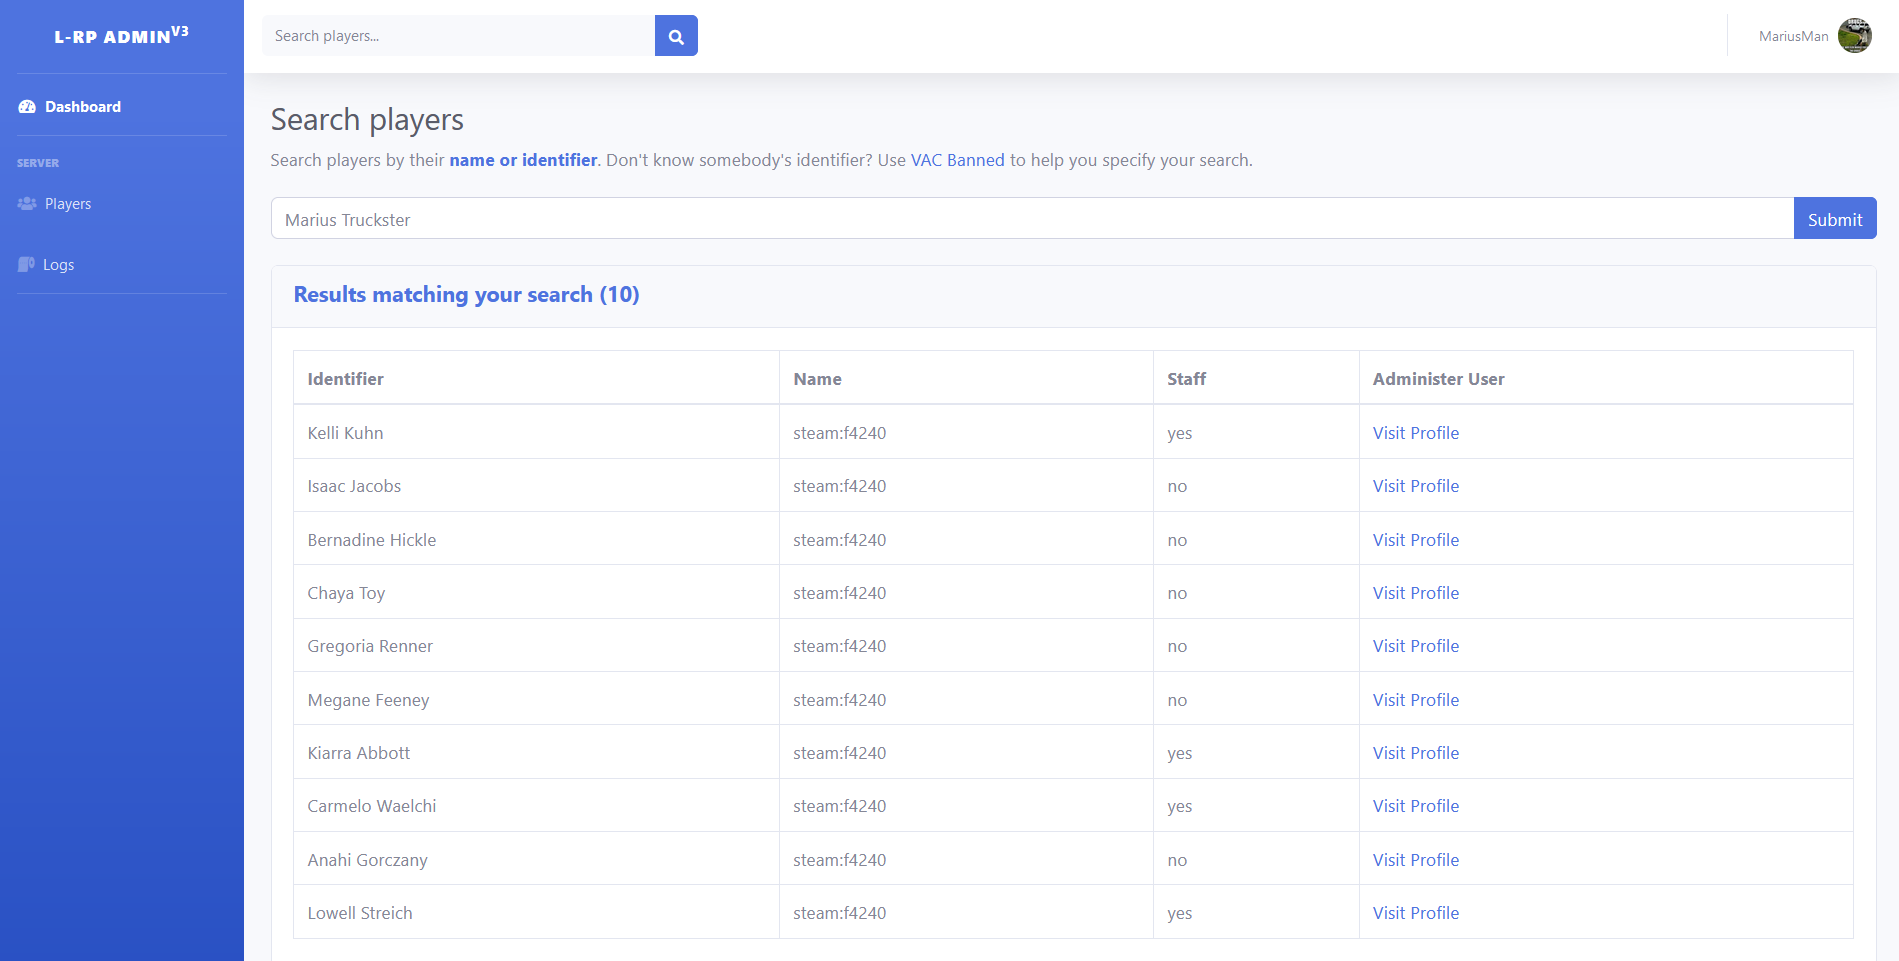 L-RP ADMINV3
Search players...
MariusMan
Dashboard
SERVER
Players
Logs
Search players
Search players by their name or identifier. Don't know somebody's identifier? Use VAC Banned to help you specify your search.
Marius Truckster
Submit
Results matching your search (10)
Identifier Name Staff Administer User
Kelli Kuhn steam:f4240 yes Visit Profile
Isaac Jacobs steam:f4240 no Visit Profile
Bernadine Hickle steam:f4240 no Visit Profile
Chaya Toy steam:f4240 no Visit Profile
Gregoria Renner steam:f4240 no Visit Profile
Megane Feeney steam:f4240 no Visit Profile
Kiarra Abbott steam:f4240 yes Visit Profile
Carmelo Waelchi steam:f4240 yes Visit Profile
Anahi Gorczany steam:f4240 no Visit Profile
Lowell Streich steam:f4240 yes Visit Profile